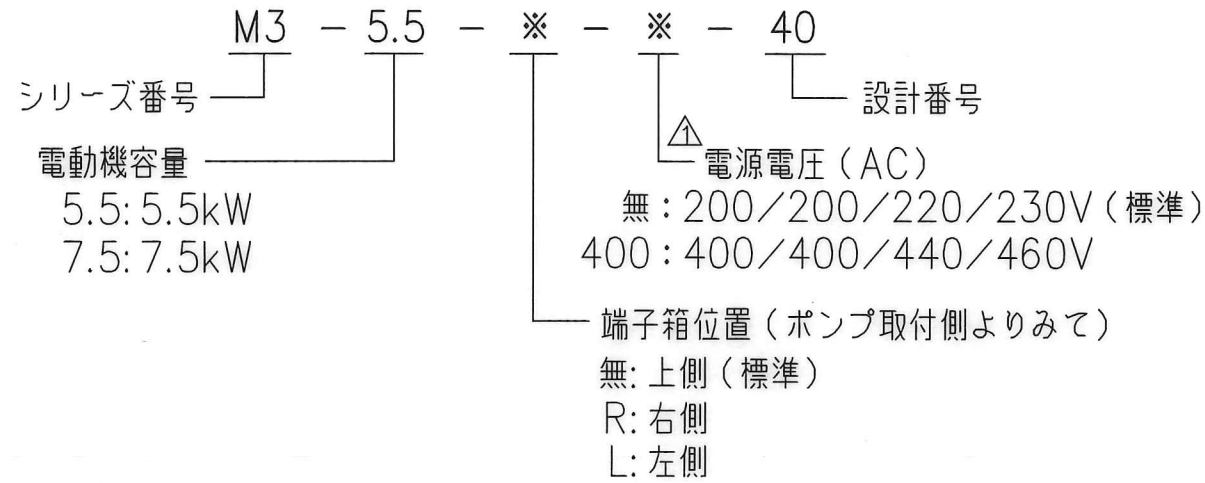 M3 - 5.5 - ※ - ※ - 40
シリーズ番号
設計番号
電動機容量
5.5:5.5kW
7.5:7.5kW
1
電源電圧(AC)
無:200/200/220/230V(標準)
400:400/400/440/460V
端子箱位置(ポンプ取付側よりみて)
無:上側(標準)
R:右側
L:左側